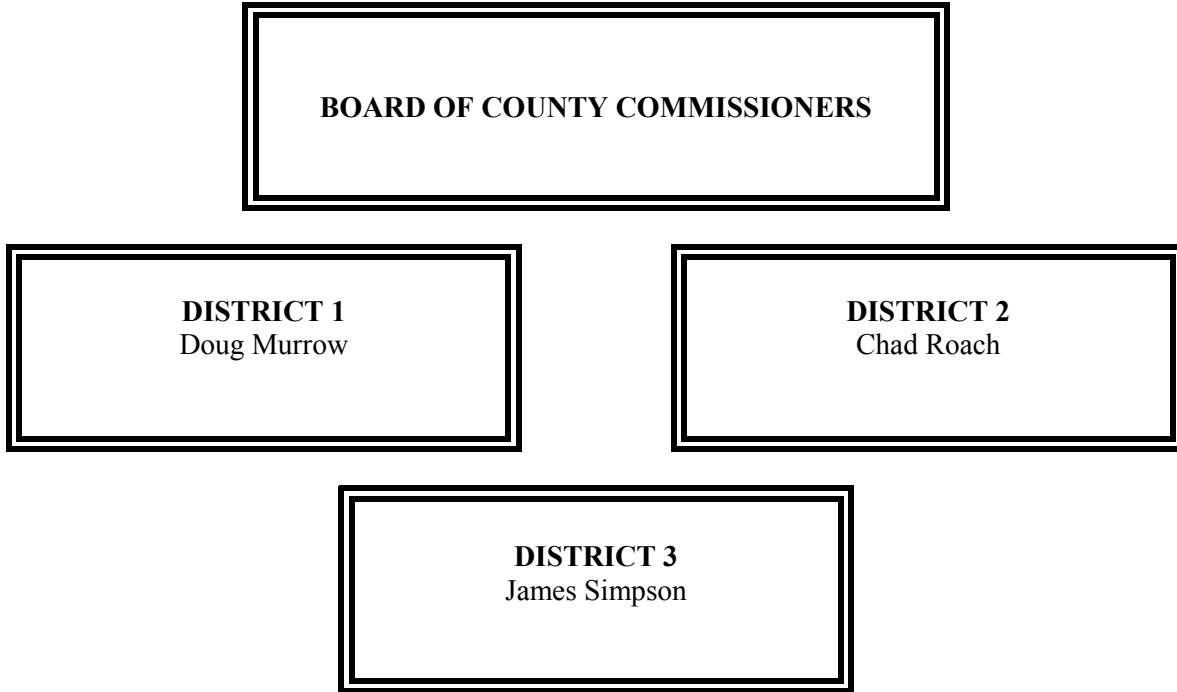 BOARD OF COUNTY COMMISSIONERS
DISTRICT 1
Doug Murrow
DISTRICT 2
Chad Roach
DISTRICT 3
James Simpson